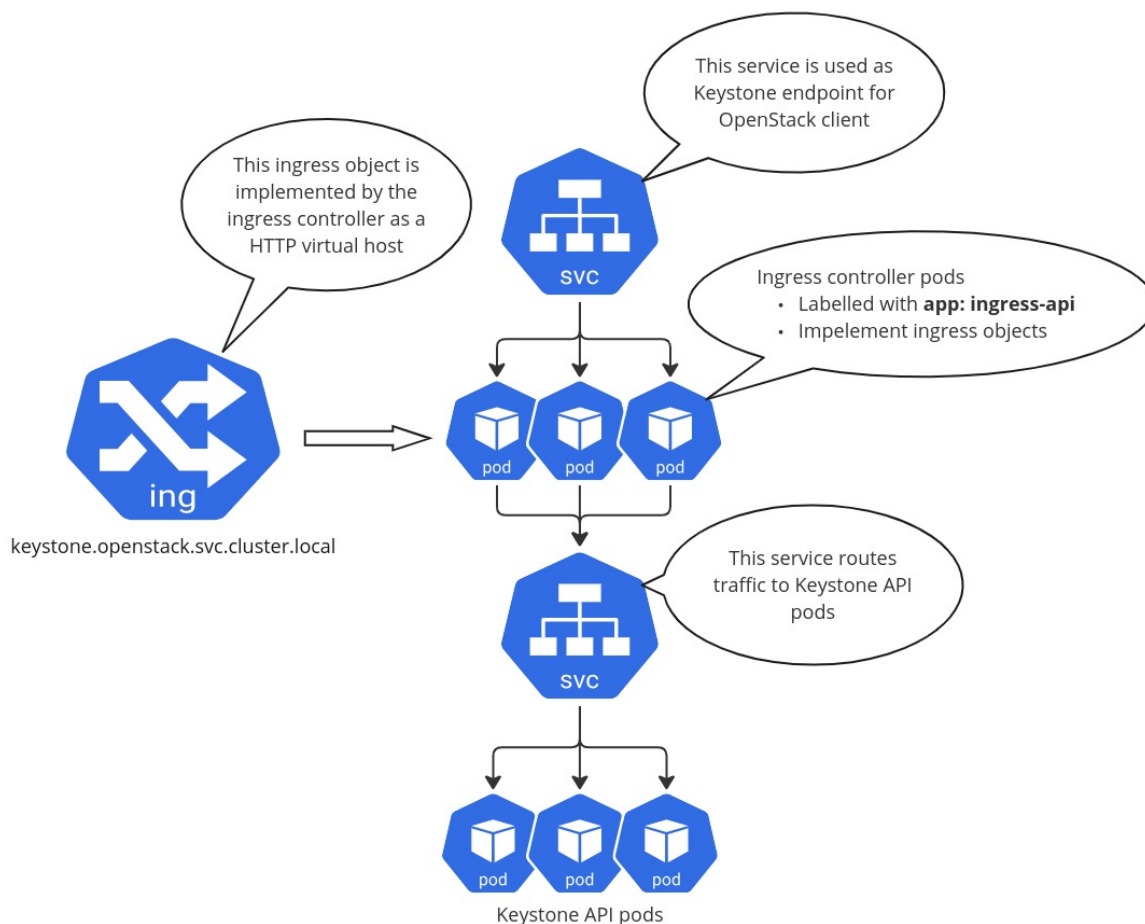 This service is used as
Keystone endpoint for
OpenStack client
This ingress object is
implemented by the
ingress controller as a
HTTP virtual host
svc
Ingress controller pods
• Labelled with app: ingress-api
• Impelement ingress objects
ing
pod
pod
pod
keystone.openstack.svc.cluster.local
This service routes
traffic to Keystone API
pods
svc
pod
pod
pod
Keystone API pods